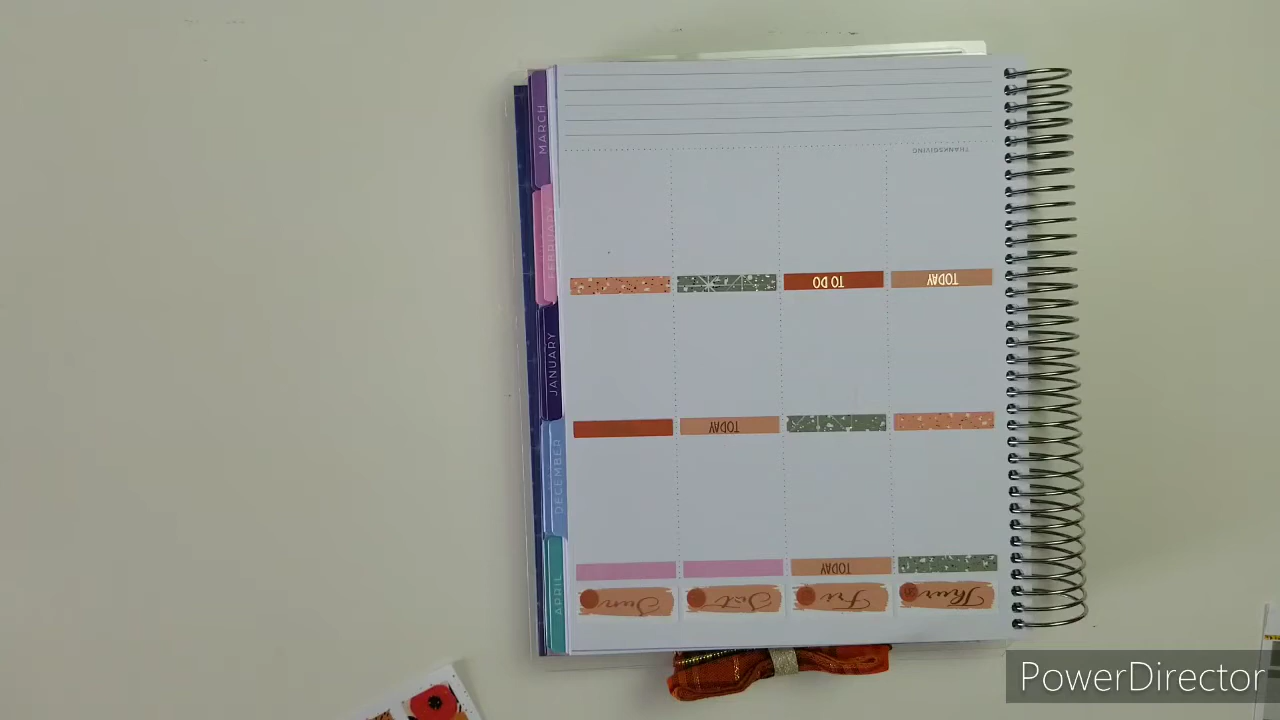 MARCH
FEBRUARY
JANUARY
DECEMBER
APRIL
THANKSGIVING
TO DO
TODAY
TODAY
TODAY
Sun
Sat
Fri
Thur
PowerDirector